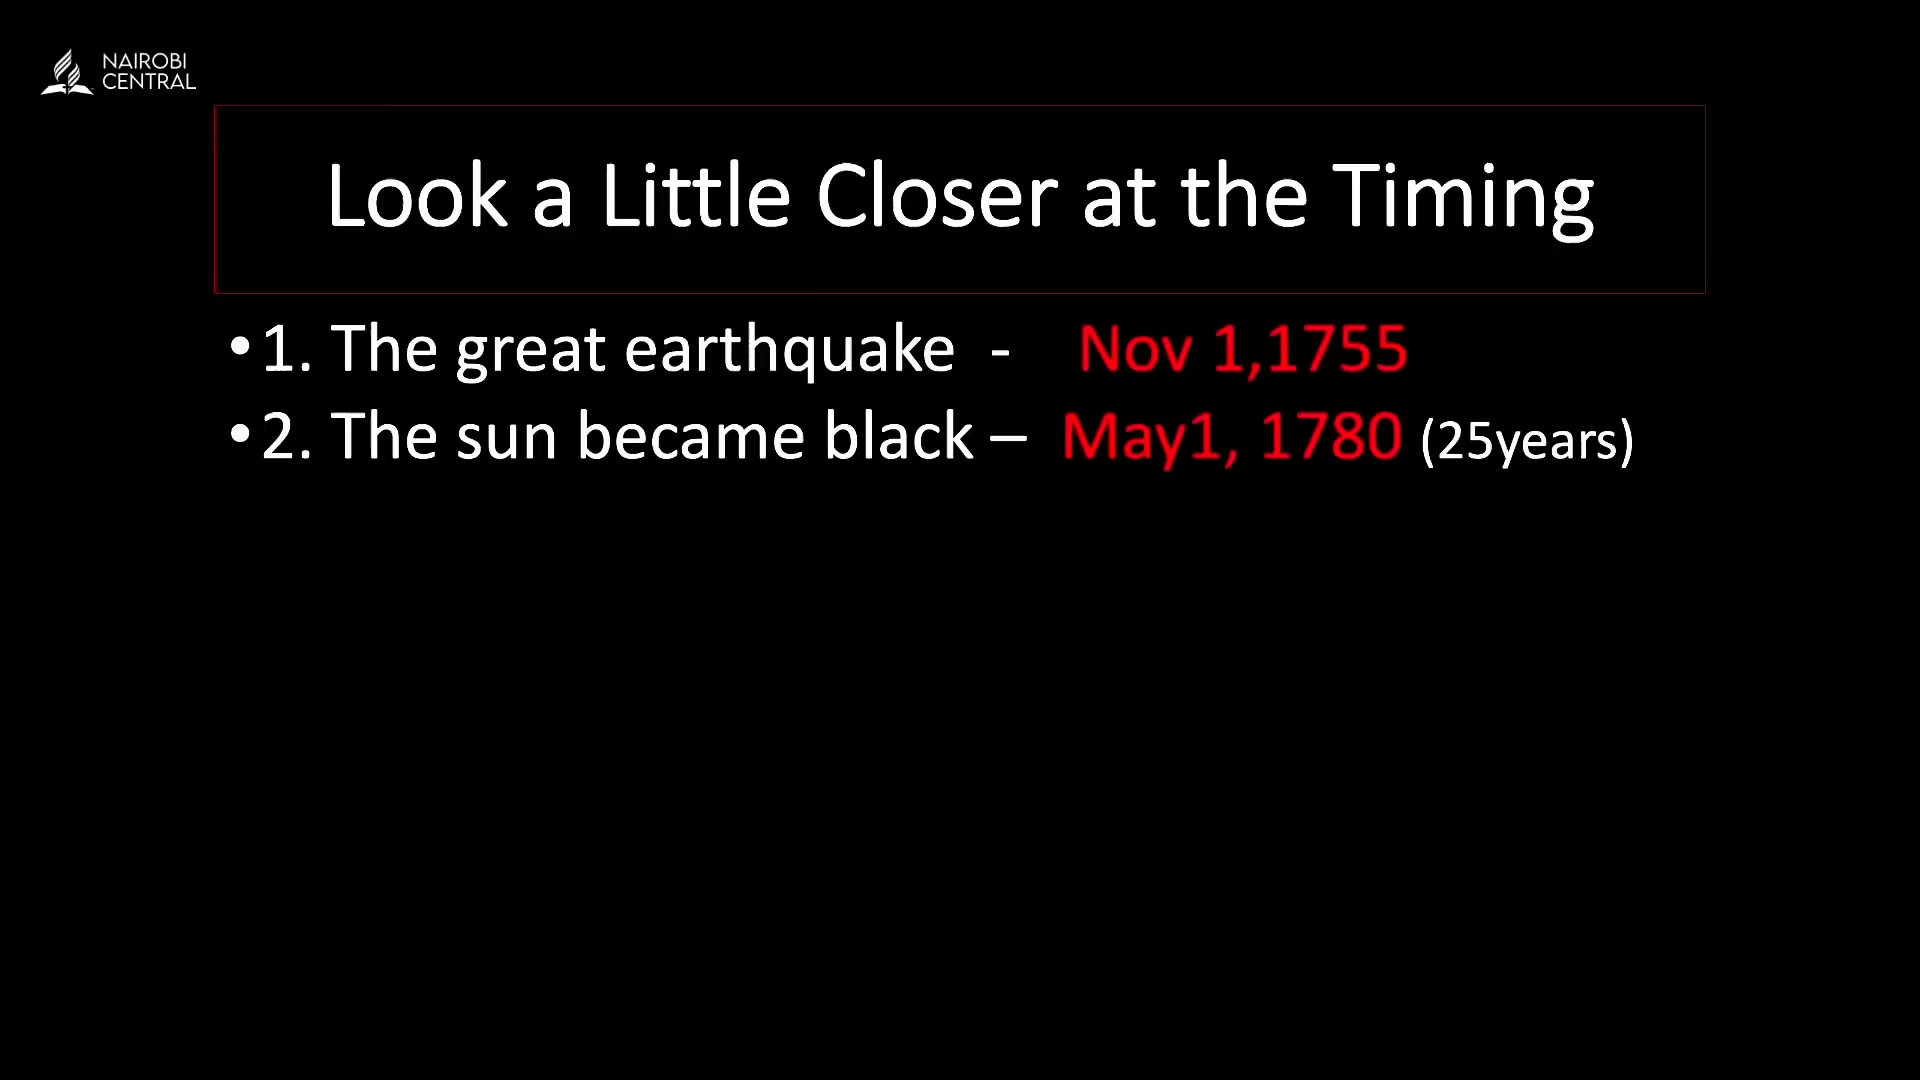 NAIROBI
CENTRAL
Look a Little Closer at the Timing
•1. The great earthquake - Nov 1,1755
•2. The sun became black – May1, 1780 (25years)